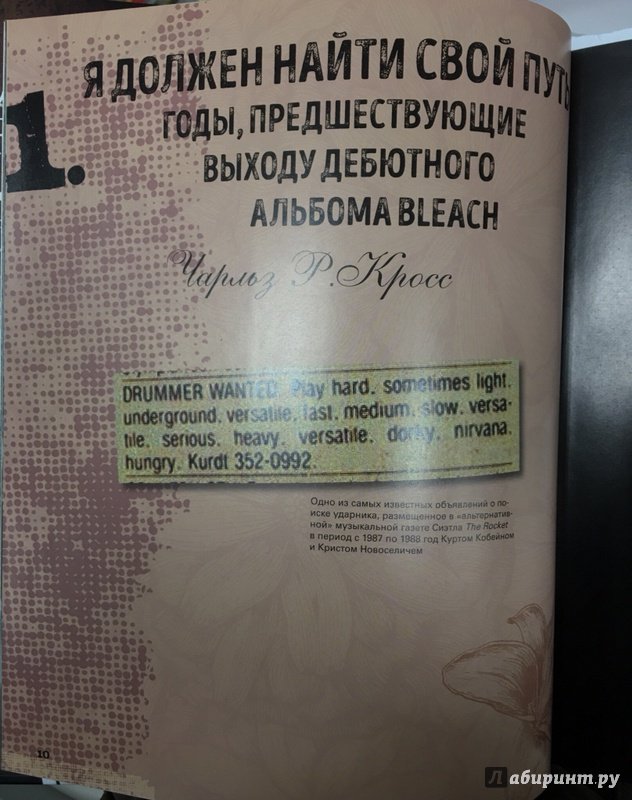 1.
Я ДОЛЖЕН НАЙТИ СВОЙ ПУТЬ
ГОДЫ, ПРЕДШЕСТВУЮЩИЕ
ВЫХОДУ ДЕБЮТНОГО
АЛЬБОМА BLEACH
Чарльз Р. Кросс
DRUMMER WANTED. Play hard. sometimes light.
underground. versatile. fast. medium. slow. versa-
tile. serious. heavy. versatile. dorky. nirvana.
hungry. Kurdt 352-0992.
Одно из самых известных объявлений о по-
иске ударника, размещенное в «альтернатив-
ной» музыкальной газете Сиэтла The Rocket
в период с 1987 по 1988 год Куртом Кобейном
и Кристом Новоселичем
10
Лабиринт.ру